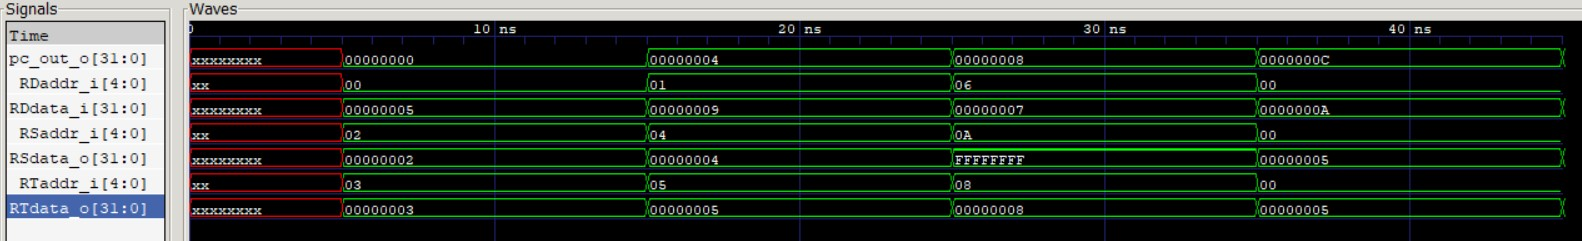 Signals Waves
Time 0 10 ns 20 ns 30 ns 40 ns
pc_out_o[31:0] xxxxxxxx 00000000 00000004 00000008 0000000C
RDaddr_i[4:0] xx 00 01 06 00
RDdata_i[31:0] xxxxxxxx 00000005 00000009 00000007 0000000A
RSaddr_i[4:0] xx 02 04 0A 00
RSdata_o[31:0] xxxxxxxx 00000002 00000004 FFFFFFFF 00000005
RTaddr_i[4:0] xx 03 05 08 00
RTdata_o[31:0] xxxxxxxx 00000003 00000005 00000008 00000005